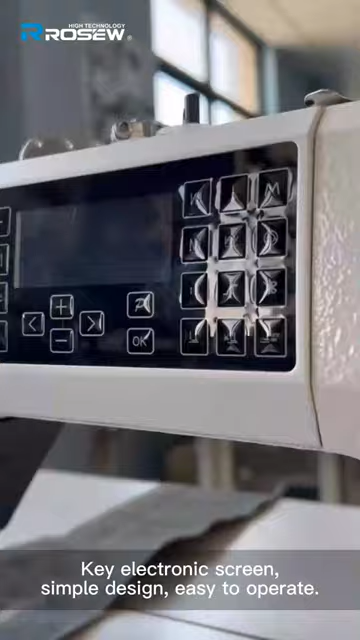 HIGH TECHNOLOGY
ROSEW®
OK
Key electronic screen,
simple design, easy to operate.